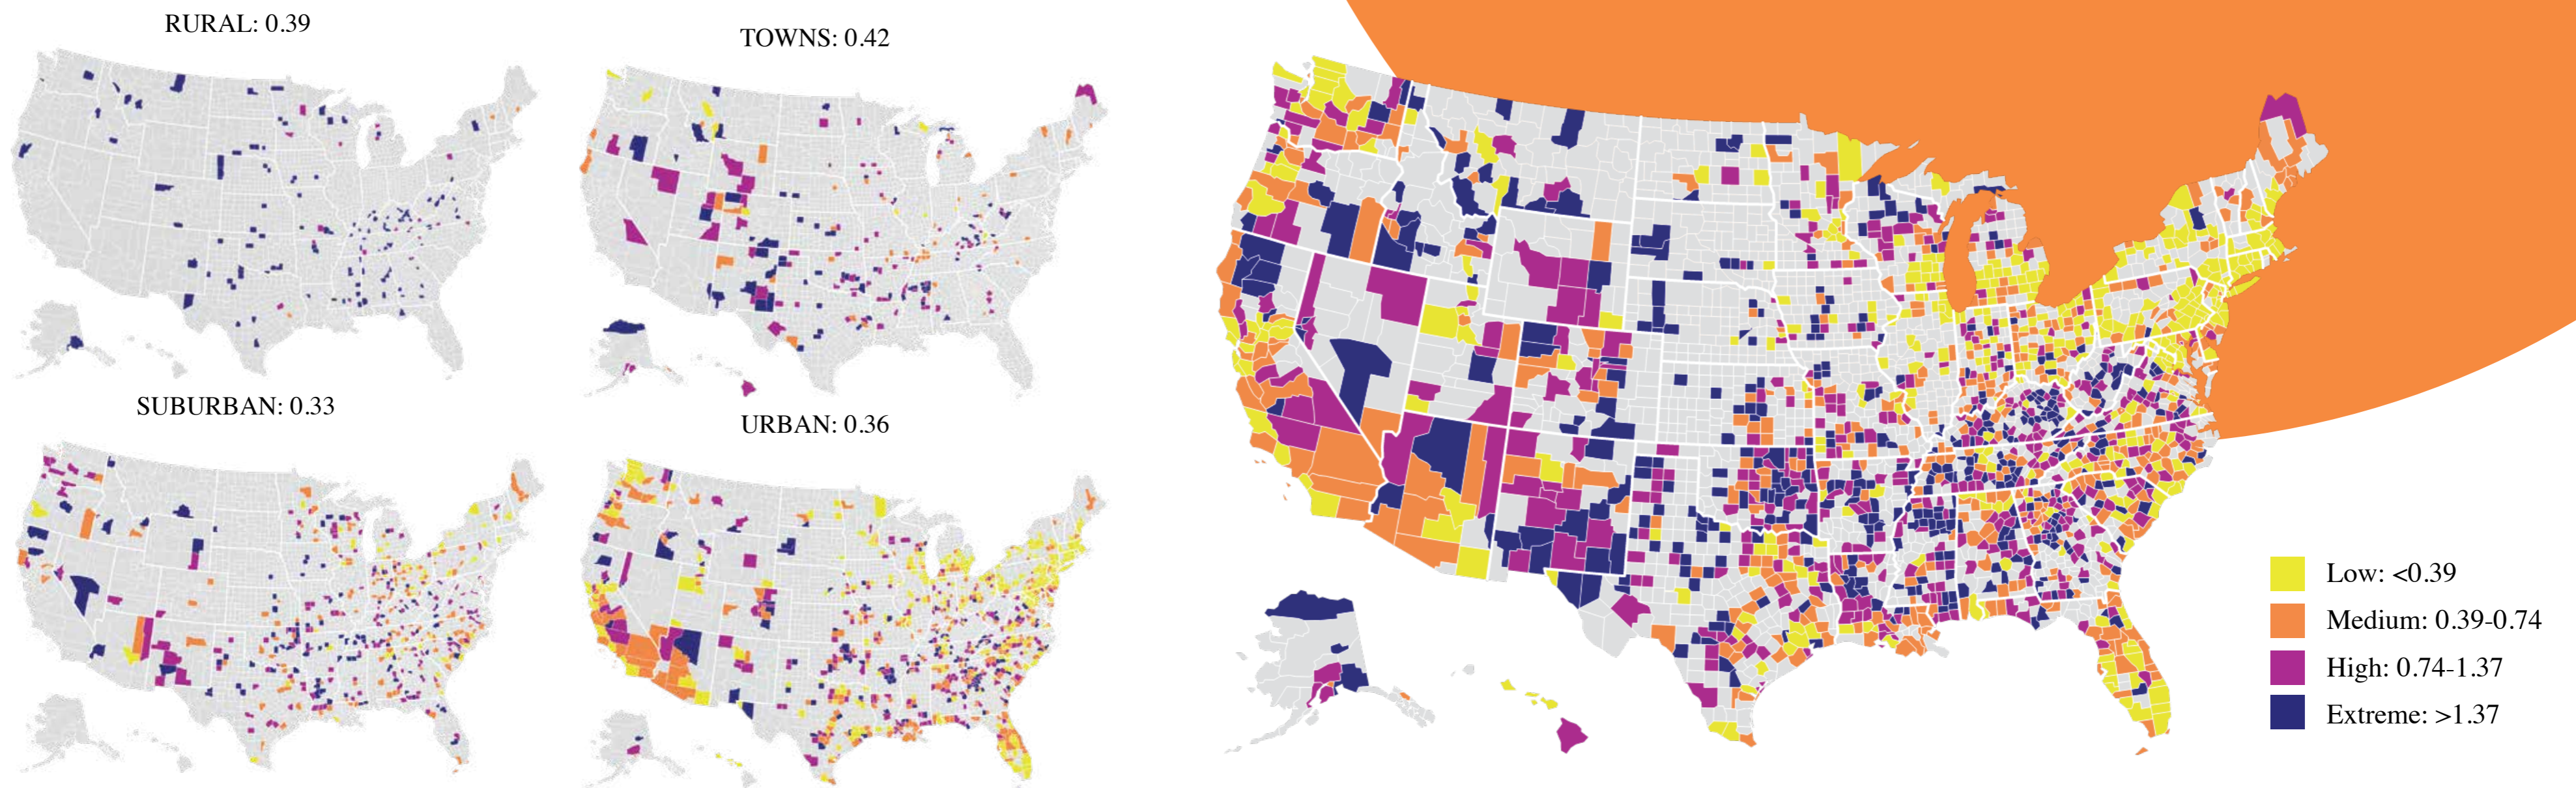 RURAL: 0.39
TOWNS: 0.42
SUBURBAN: 0.33
URBAN: 0.36
Low: <0.39
Medium: 0.39-0.74
High: 0.74-1.37
Extreme: >1.37